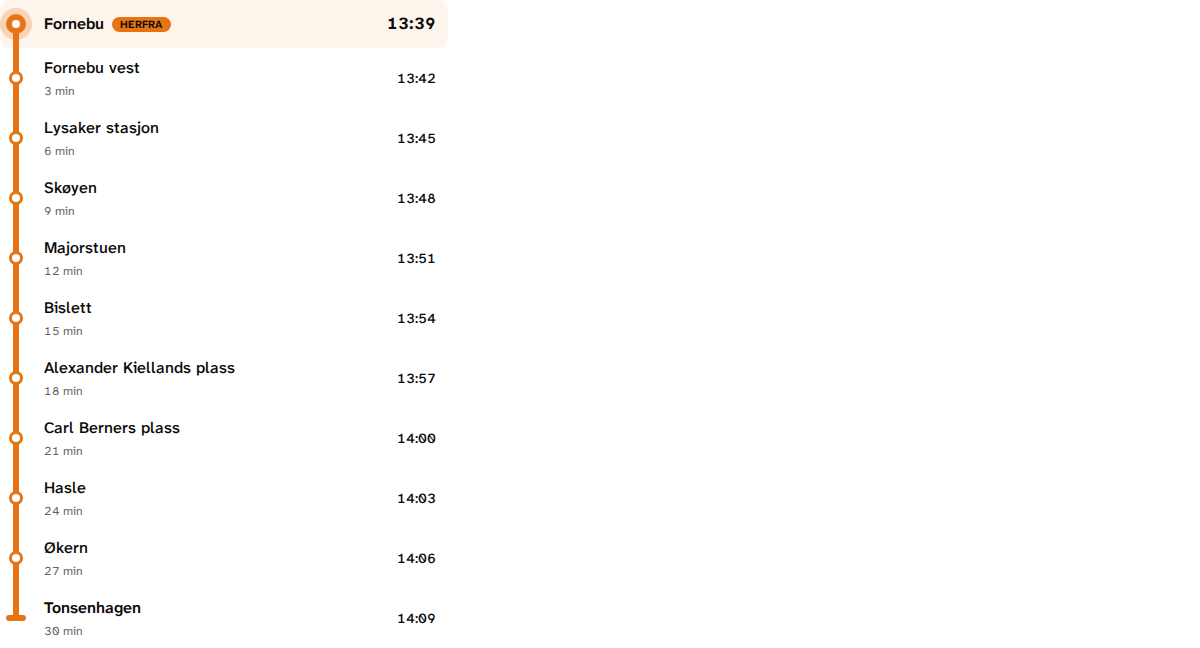 Fornebu HERFRA 13:39
Fornebu vest 13:42
3 min
Lysaker stasjon 13:45
6 min
Skøyen 13:48
9 min
Majorstuen 13:51
12 min
Bislett 13:54
15 min
Alexander Kiellands plass 13:57
18 min
Carl Berners plass 14:00
21 min
Hasle 14:03
24 min
Økern 14:06
27 min
Tonsenhagen 14:09
30 min